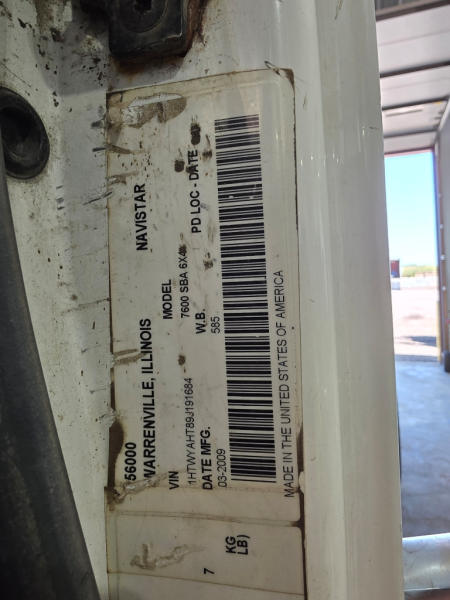 56000 NAVISTAR
WARRENVILLE, ILLINOIS
VIN MODEL
1HTWYAHT89J191684 7600 SBA 6X4
DATE MFG. W.B. PD LOC - DATE
03-2009 585
MADE IN THE UNITED STATES OF AMERICA
7
KG
LB)